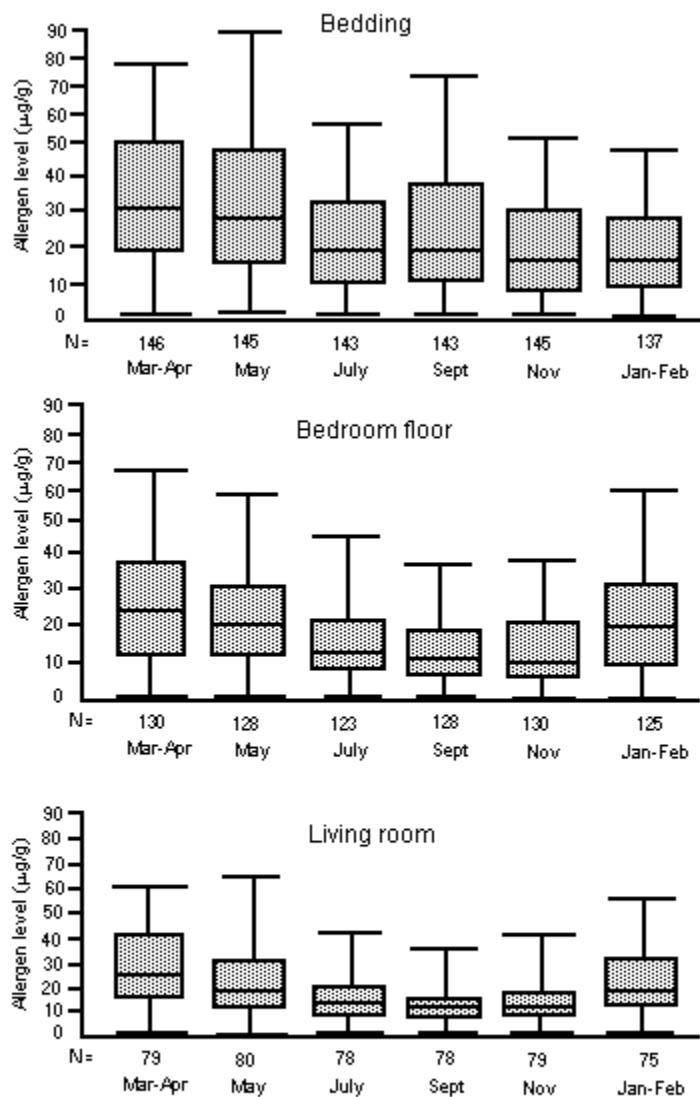 Bedding
Allergen level (µg/g)
90
80
70
60
50
40
30
20
10
0
N= 146 145 143 143 145 137
Mar-Apr May July Sept Nov Jan-Feb
Bedroom floor
Allergen level (µg/g)
90
80
70
60
50
40
30
20
10
0
N= 130 128 123 128 130 125
Mar-Apr May July Sept Nov Jan-Feb
Living room
Allergen level (µg/g)
90
80
70
60
50
40
30
20
10
0
N= 79 80 78 78 79 75
Mar-Apr May July Sept Nov Jan-Feb